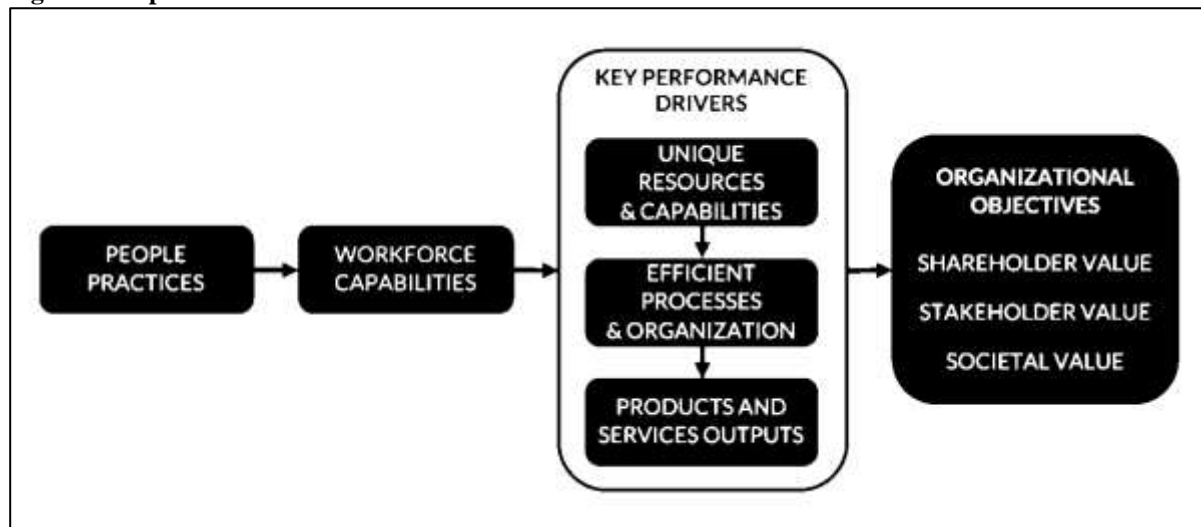 PEOPLE
PRACTICES
WORKFORCE
CAPABILITIES
KEY PERFORMANCE
DRIVERS
UNIQUE
RESOURCES
& CAPABILITIES
EFFICIENT
PROCESSES
& ORGANIZATION
PRODUCTS AND
SERVICES OUTPUTS
ORGANIZATIONAL
OBJECTIVES
SHAREHOLDER VALUE
STAKEHOLDER VALUE
SOCIETAL VALUE